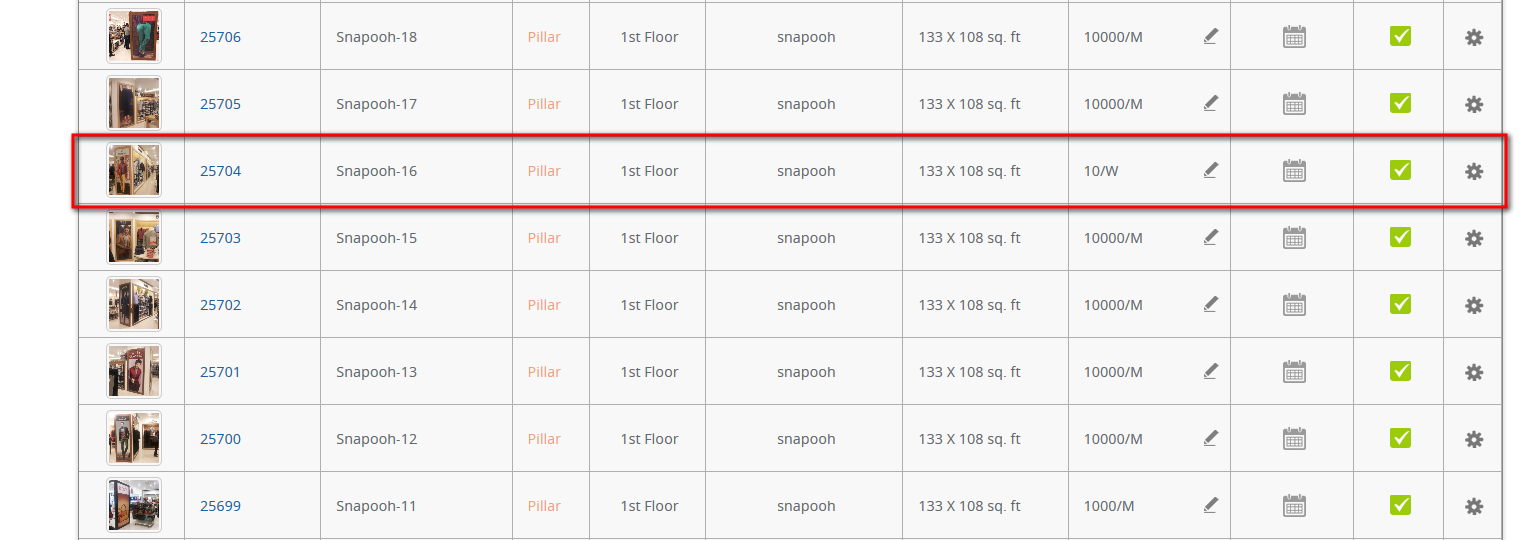 25706 Snapooh-18 Pillar 1st Floor snapooh 133 X 108 sq. ft 10000/M
25705 Snapooh-17 Pillar 1st Floor snapooh 133 X 108 sq. ft 10000/M
25704 Snapooh-16 Pillar 1st Floor snapooh 133 X 108 sq. ft 10/W
25703 Snapooh-15 Pillar 1st Floor snapooh 133 X 108 sq. ft 10000/M
25702 Snapooh-14 Pillar 1st Floor snapooh 133 X 108 sq. ft 10000/M
25701 Snapooh-13 Pillar 1st Floor snapooh 133 X 108 sq. ft 10000/M
25700 Snapooh-12 Pillar 1st Floor snapooh 133 X 108 sq. ft 10000/M
25699 Snapooh-11 Pillar 1st Floor snapooh 133 X 108 sq. ft 1000/M